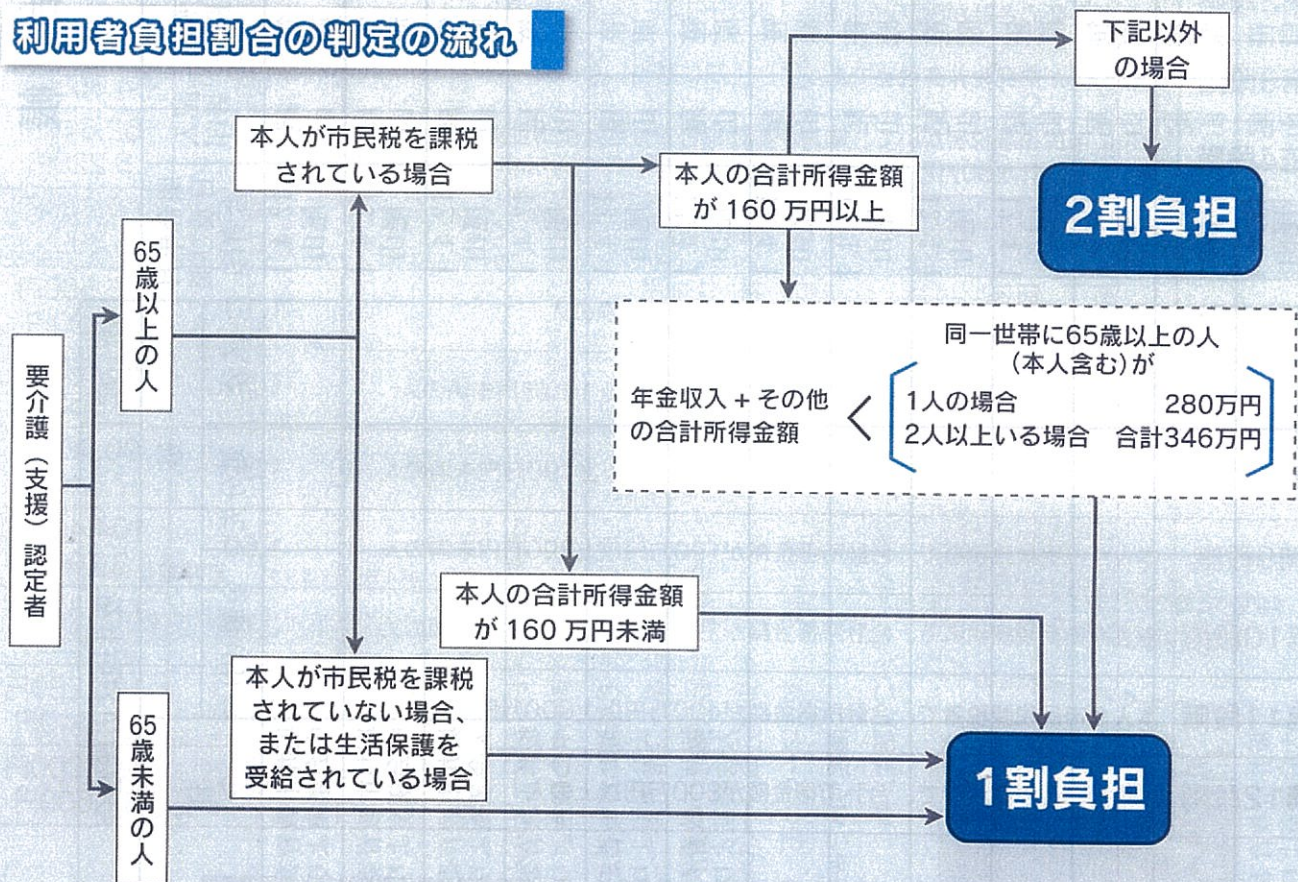 利用者負担割合の判定の流れ
下記以外
の場合
本人が市民税を課税
されている場合
本人の合計所得金額
が 160 万円以上
2割負担
65歳以上の人
要介護（支援）認定者
同一世帯に65歳以上の人
（本人含む）が
年金収入 + その他
の合計所得金額
<
1人の場合 280万円
2人以上いる場合 合計346万円
本人の合計所得金額
が 160 万円未満
本人が市民税を課税
されていない場合、
または生活保護を
受給されている場合
65歳未満の人
1割負担